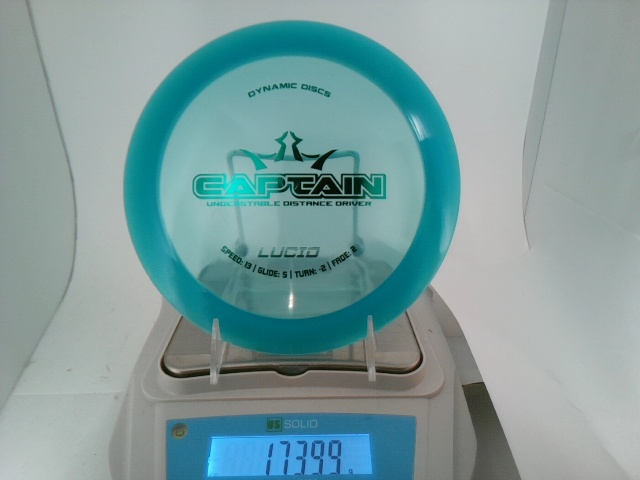 DYNAMIC DISCS
CAPTAIN
UNDERSTABLE DISTANCE DRIVER
LUCID
SPEED: 13 | GLIDE: 5 | TURN: -2 | FADE: 2
US SOLID
173.99 g